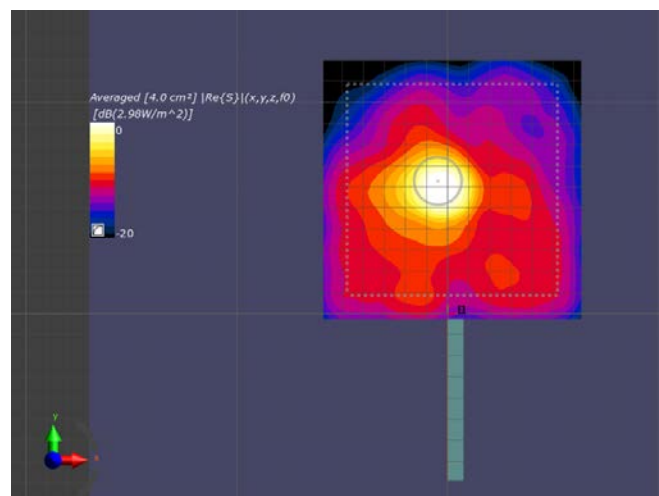 Averaged [4.0 cm²] |Re{S}|(x,y,z,f0)
[dB(2.98W/m^2)]
0
-20
u
y
x